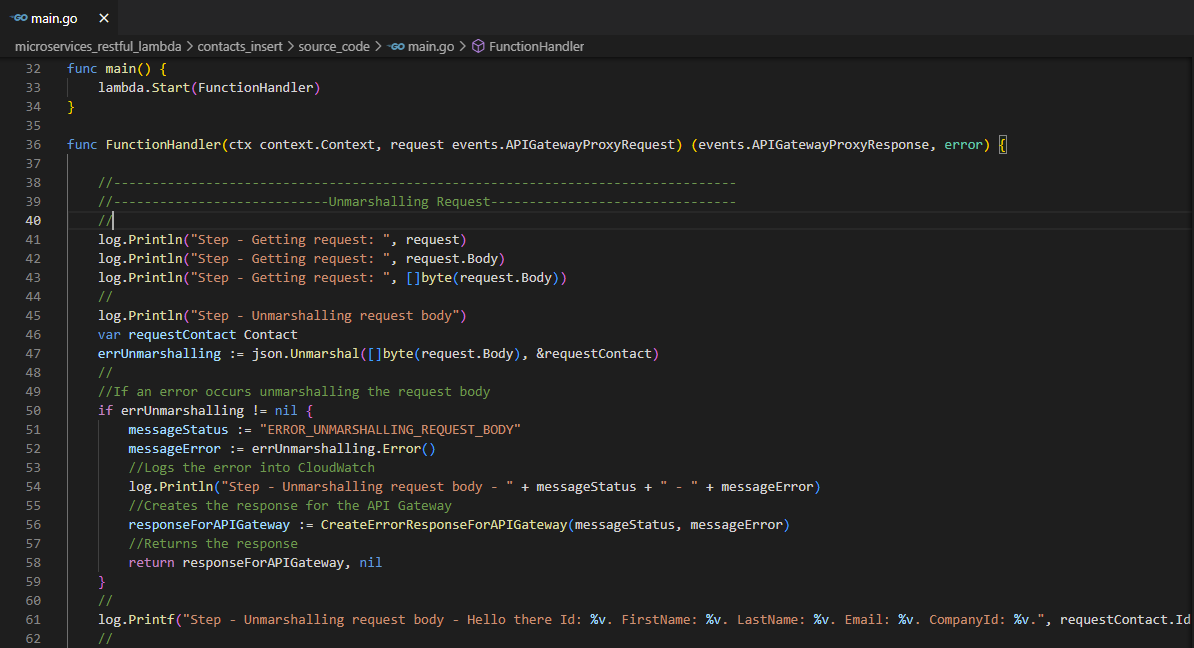 GO main.go ×
microservices_restful_lambda > contacts_insert > source_code > GO main.go > FunctionHandler
32 func main() {
33     lambda.Start(FunctionHandler)
34 }
35
36 func FunctionHandler(ctx context.Context, request events.APIGatewayProxyRequest) (events.APIGatewayProxyResponse, error) {
37
38     //---------------------------------------------------------------------------------
39     //----------------------------Unmarshalling Request--------------------------------
40     //
41     log.Println("Step - Getting request: ", request)
42     log.Println("Step - Getting request: ", request.Body)
43     log.Println("Step - Getting request: ", []byte(request.Body))
44     //
45     log.Println("Step - Unmarshalling request body")
46     var requestContact Contact
47     errUnmarshalling := json.Unmarshal([]byte(request.Body), &requestContact)
48     //
49     //If an error occurs unmarshalling the request body
50     if errUnmarshalling != nil {
51         messageStatus := "ERROR_UNMARSHALLING_REQUEST_BODY"
52         messageError := errUnmarshalling.Error()
53         //Logs the error into CloudWatch
54         log.Println("Step - Unmarshalling request body - " + messageStatus + " - " + messageError)
55         //Creates the response for the API Gateway
56         responseForAPIGateway := CreateErrorResponseForAPIGateway(messageStatus, messageError)
57         //Returns the response
58         return responseForAPIGateway, nil
59     }
60     //
61     log.Printf("Step - Unmarshalling request body - Hello there Id: %v. FirstName: %v. LastName: %v. Email: %v. CompanyId: %v.", requestContact.Id
62     //